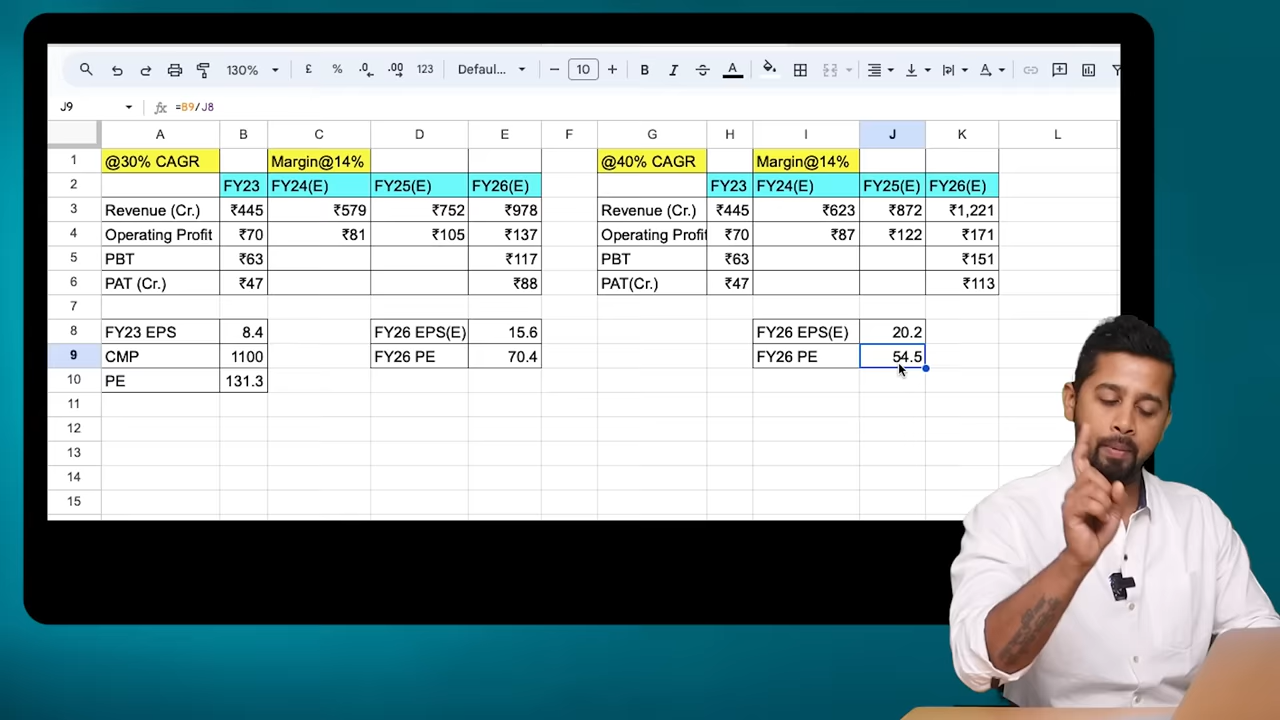 130%
£
%
.0
.00
123
Defaul...
10
B
I
A
J9
fx
=B9/J8
A B C D E F G H I J K L
1 @30% CAGR Margin@14% @40% CAGR Margin@14%
2 FY23 FY24(E) FY25(E) FY26(E) FY23 FY24(E) FY25(E) FY26(E)
3 Revenue (Cr.) ₹445 ₹579 ₹752 ₹978 Revenue (Cr.) ₹445 ₹623 ₹872 ₹1,221
4 Operating Profit ₹70 ₹81 ₹105 ₹137 Operating Profit ₹70 ₹87 ₹122 ₹171
5 PBT ₹63 ₹117 PBT ₹63 ₹151
6 PAT (Cr.) ₹47 ₹88 PAT(Cr.) ₹47 ₹113
7
8 FY23 EPS 8.4 FY26 EPS(E) 15.6 FY26 EPS(E) 20.2
9 CMP 1100 FY26 PE 70.4 FY26 PE 54.5
10 PE 131.3
11
12
13
14
15